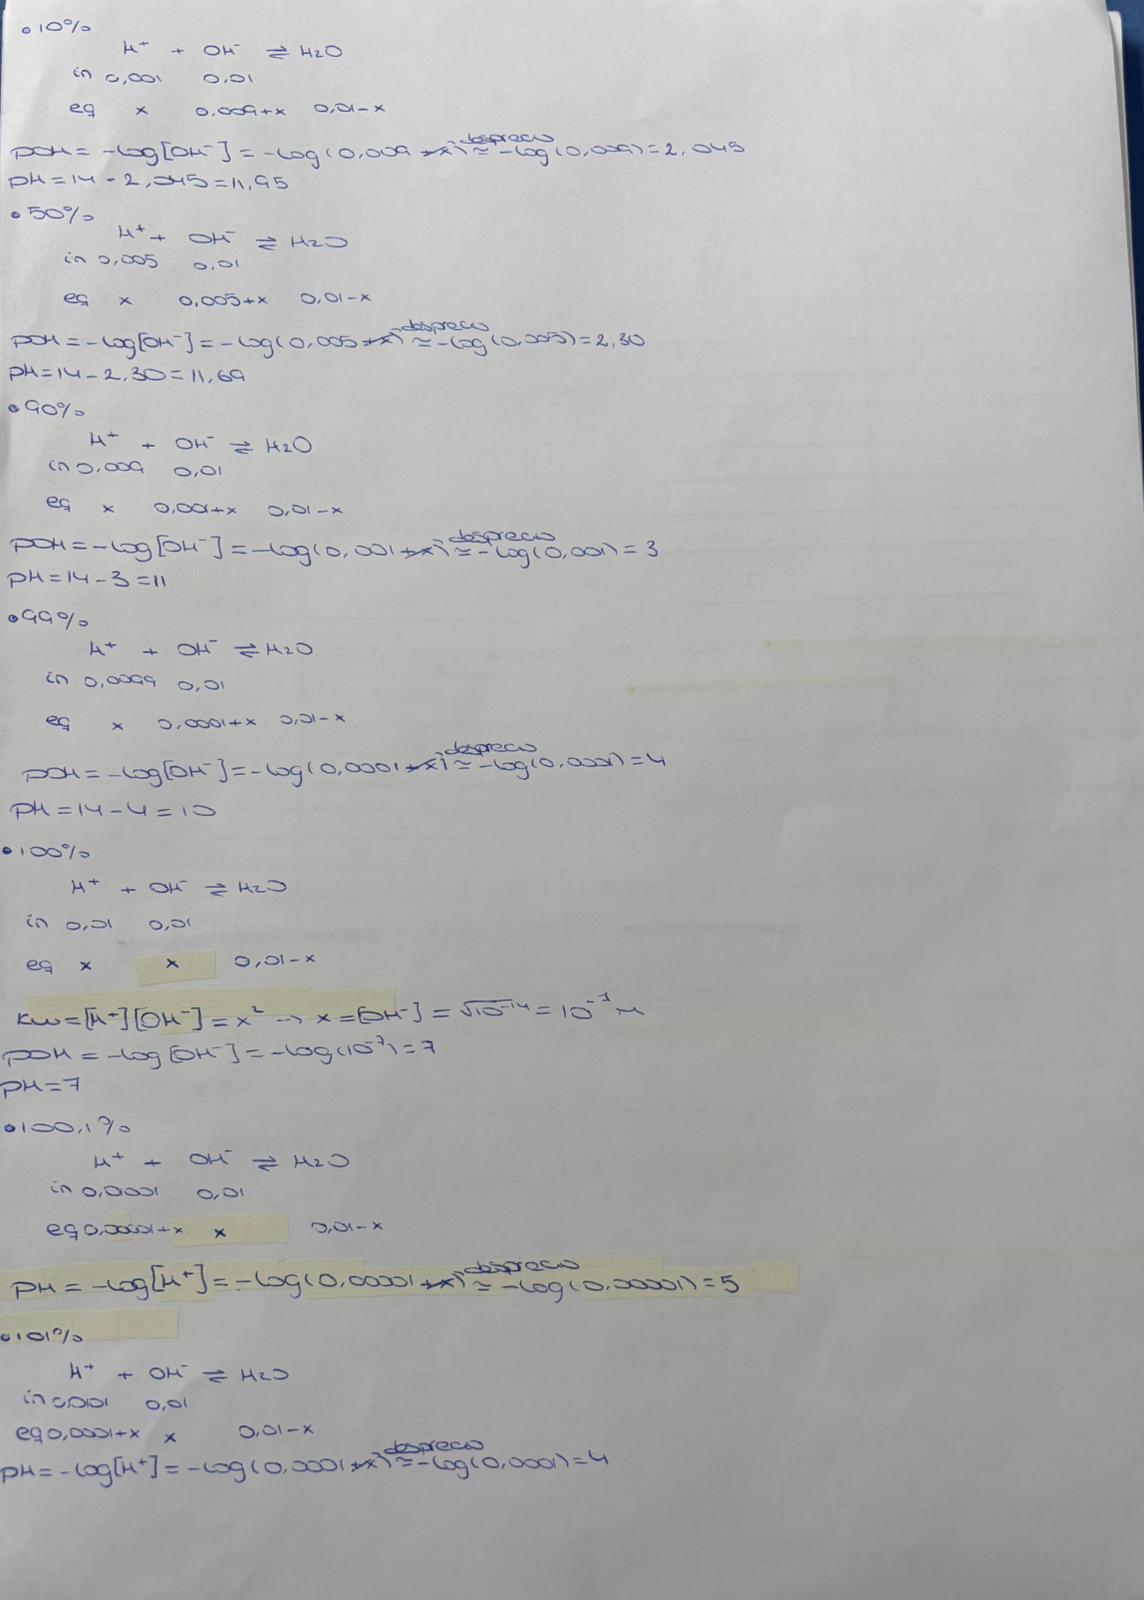 • 10%
H⁺ + OH⁻ ⇌ H₂O
in 0,001 0,01
eq x 0,009+x 0,01-x
pOH = -log[OH⁻] = -log(0,009 +x) desprecio ≃ -log(0,009) = 2,045
pH = 14 - 2,045 = 11,95
• 50%
H⁺ + OH⁻ ⇌ H₂O
in 0,005 0,01
eq x 0,005+x 0,01-x
pOH = -log[OH⁻] = -log(0,005 +x) desprecio ≃ -log(0,005) = 2,30
pH = 14 - 2,30 = 11,69
• 90%
H⁺ + OH⁻ ⇌ H₂O
in 0,009 0,01
eq x 0,001+x 0,01-x
pOH = -log[OH⁻] = -log(0,001 +x) desprecio ≃ -log(0,001) = 3
pH = 14 - 3 = 11
• 99%
H⁺ + OH⁻ ⇌ H₂O
in 0,0099 0,01
eq x 0,0001+x 0,01-x
pOH = -log[OH⁻] = -log(0,0001 +x) desprecio ≃ -log(0,0001) = 4
pH = 14 - 4 = 10
• 100%
H⁺ + OH⁻ ⇌ H₂O
in 0,01 0,01
eq x x 0,01-x
Kw = [H⁺][OH⁻] = x² → x = [OH⁻] = √10⁻¹⁴ = 10⁻⁷ M
pOH = -log[OH⁻] = -log(10⁻⁷) = 7
pH = 7
• 100,1%
H⁺ + OH⁻ ⇌ H₂O
in 0,01001 0,01
eq 0,00001+x x 0,01-x
pH = -log[H⁺] = -log(0,00001 +x) desprecio ≃ -log(0,00001) = 5
• 101%
H⁺ + OH⁻ ⇌ H₂O
in 0,0101 0,01
eq 0,0001+x x 0,01-x
pH = -log[H⁺] = -log(0,0001 +x) desprecio ≃ -log(0,0001) = 4